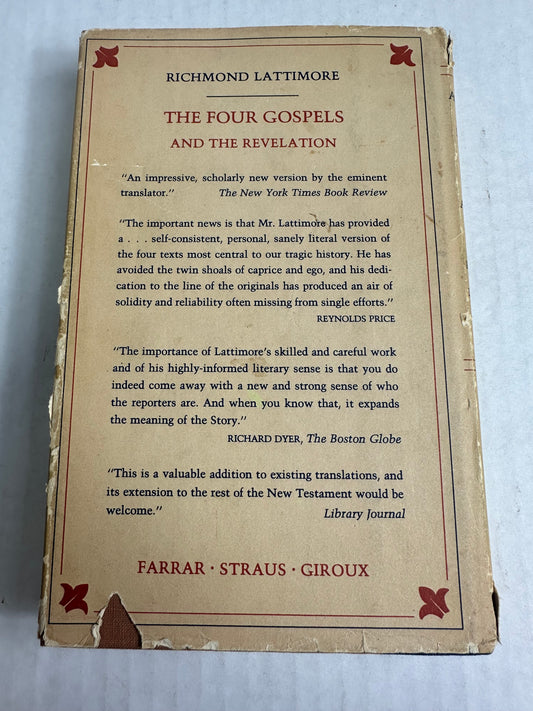 RICHMOND LATTIMORE
THE FOUR GOSPELS
AND THE REVELATION
"An impressive, scholarly new version by the eminent
translator." The New York Times Book Review
"The important news is that Mr. Lattimore has provided
a . . . self-consistent, personal, sanely literal version of
the four texts most central to our tragic history. He has
avoided the twin shoals of caprice and ego, and his dedi-
cation to the line of the originals has produced an air of
solidity and reliability often missing from single efforts."
REYNOLDS PRICE
"The importance of Lattimore's skilled and careful work
and of his highly-informed literary sense is that you do
indeed come away with a new and strong sense of who
the reporters are. And when you know that, it expands
the meaning of the Story."
RICHARD DYER, The Boston Globe
"This is a valuable addition to existing translations, and
its extension to the rest of the New Testament would be
welcome." Library Journal
FARRAR · STRAUS · GIROUX